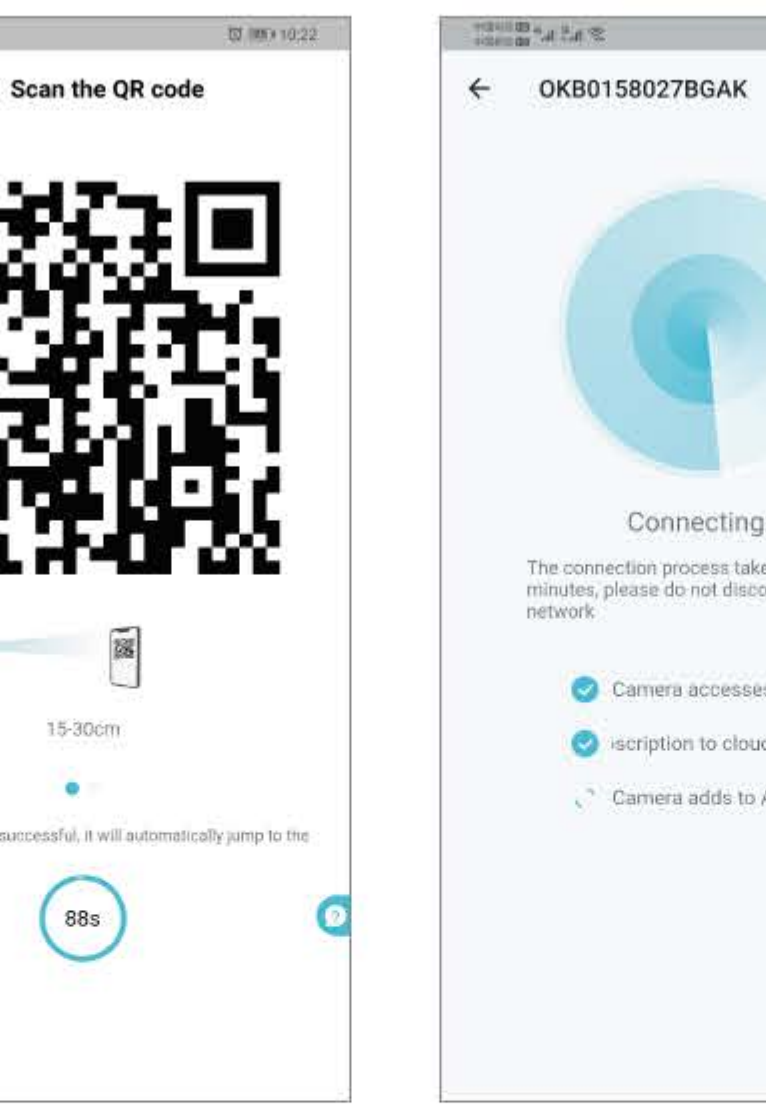 10:22
Scan the QR code
15-30cm
successful, it will automatically jump to the
88s
?
OKB0158027BGAK
Connecting
The connection process take
minutes, please do not disco
network
Camera accesses
scription to cloud
Camera adds to A